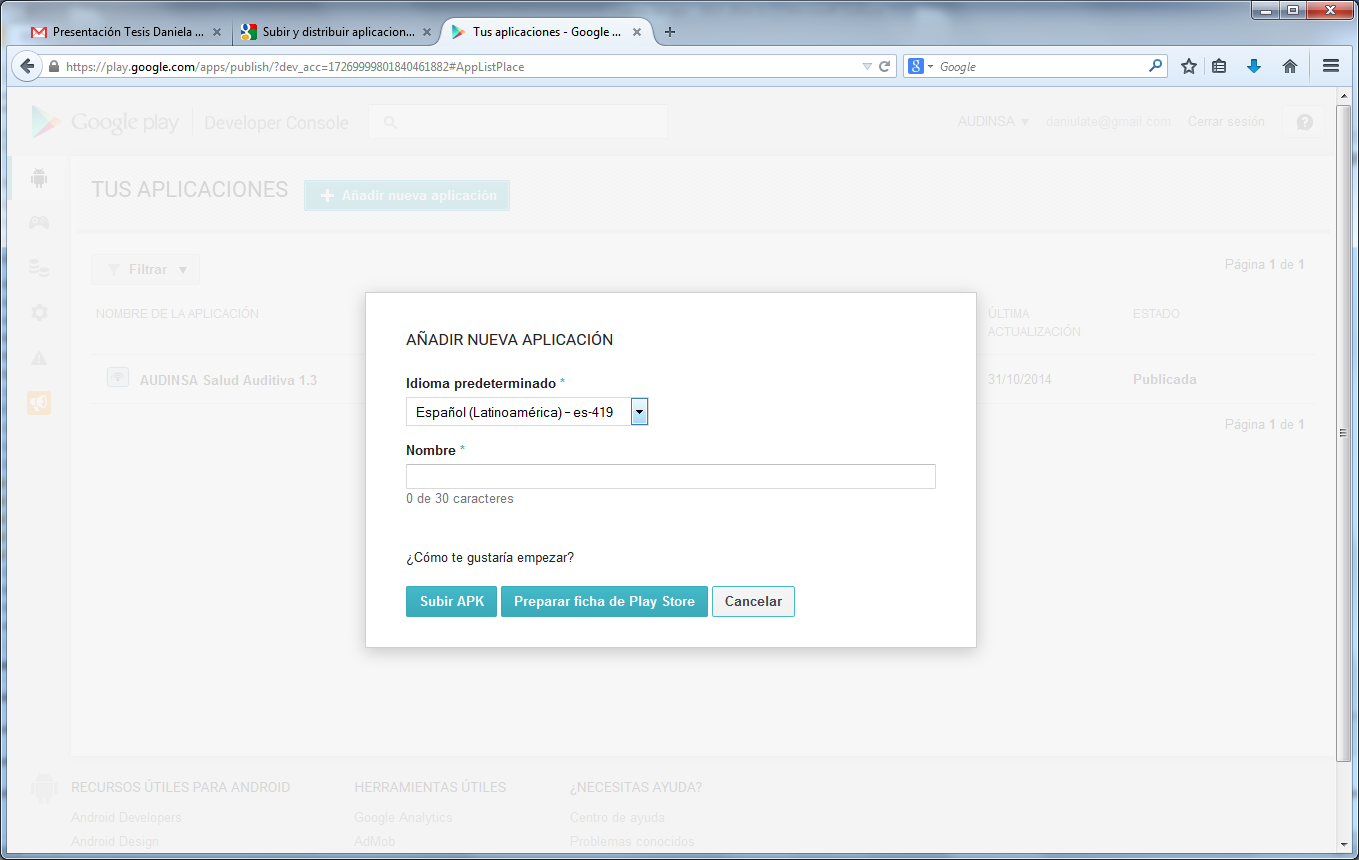 Presentación Tesis Daniela ...
Subir y distribuir aplicacion...
Tus aplicaciones - Google ...
https://play.google.com/apps/publish/?dev_acc=17269999801840461882#AppListPlace
Google
Google play
Developer Console
AUDINSA
daniulate@gmail.com
Cerrar sesión
TUS APLICACIONES
Añadir nueva aplicación
Filtrar
Página 1 de 1
NOMBRE DE LA APLICACIÓN
ÚLTIMA
ACTUALIZACIÓN
ESTADO
AUDINSA Salud Auditiva 1.3
31/10/2014
Publicada
Página 1 de 1
AÑADIR NUEVA APLICACIÓN
Idioma predeterminado *
Español (Latinoamérica) – es-419
Nombre *
0 de 30 caracteres
¿Cómo te gustaría empezar?
Subir APK
Preparar ficha de Play Store
Cancelar
RECURSOS ÚTILES PARA ANDROID
HERRAMIENTAS ÚTILES
¿NECESITAS AYUDA?
Android Developers
Google Analytics
Centro de ayuda
Android Design
AdMob
Problemas conocidos